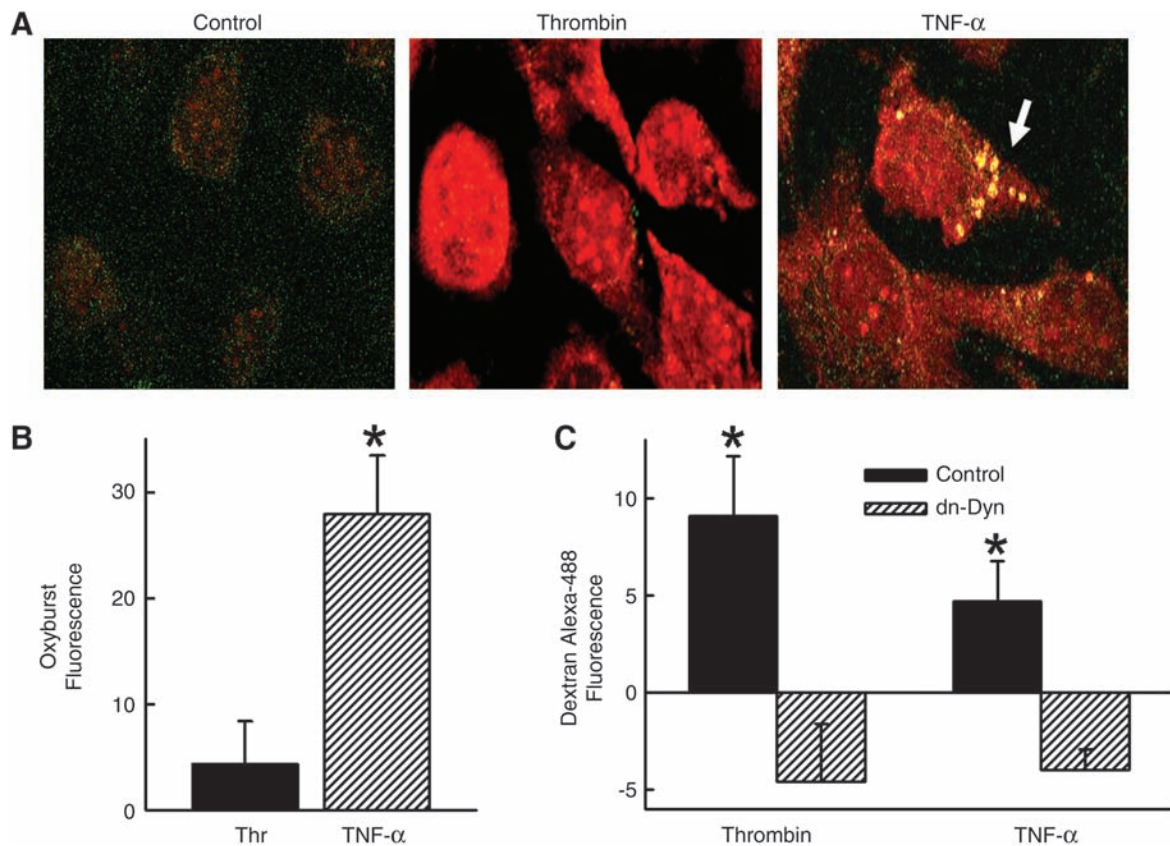 A
Control
Thrombin
TNF-α
B
Oxyburst
Fluorescence
30
20
10
0
*
Thr
TNF-α
C
Dextran Alexa-488
Fluorescence
10
5
0
-5
*
*
Control
dn-Dyn
Thrombin
TNF-α